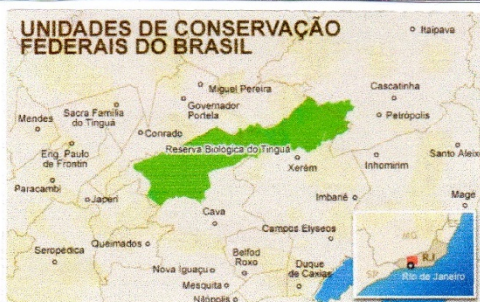 UNIDADES DE CONSERVAÇÃO
FEDERAIS DO BRASIL
Itaipava
Miguel Pereira
Cascatinha
Governador
Portela
Sacra Família
do Tinguá
Mendes
Petrópolis
Conrado
Reserva Biológica do Tinguá
Eng. Paulo
de Frontin
Xerém
Inhomirim
Santo Aleixo
Paracambi
Japeri
Imbariê
Magé
Cava
Campos Elyseos
MG
ES
Seropédica
Queimados
Belfod
Roxo
RJ
Nova Iguaçu
Duque
de Caxias
SP
Rio de Janeiro
Mesquita
Nilópolis